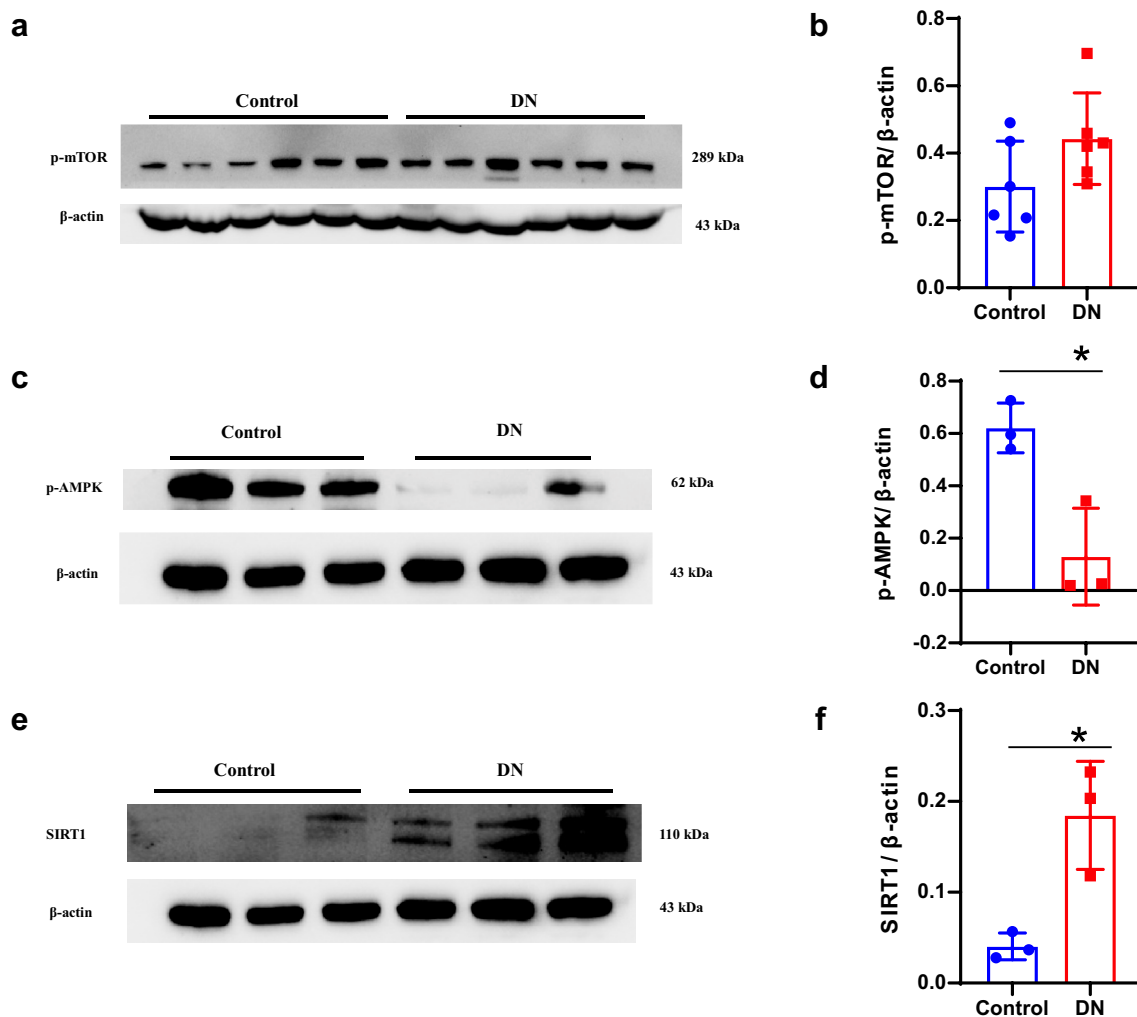 a
Control DN
p-mTOR 289 kDa
β-actin 43 kDa
b
p-mTOR/ β-actin
0.8
0.6
0.4
0.2
0.0
Control DN
c
Control DN
p-AMPK 62 kDa
β-actin 43 kDa
d
p-AMPK/ β-actin
*
0.8
0.6
0.4
0.2
0.0
-0.2
Control DN
e
Control DN
SIRT1 110 kDa
β-actin 43 kDa
f
SIRT1/ β-actin
*
0.3
0.2
0.1
0.0
Control DN